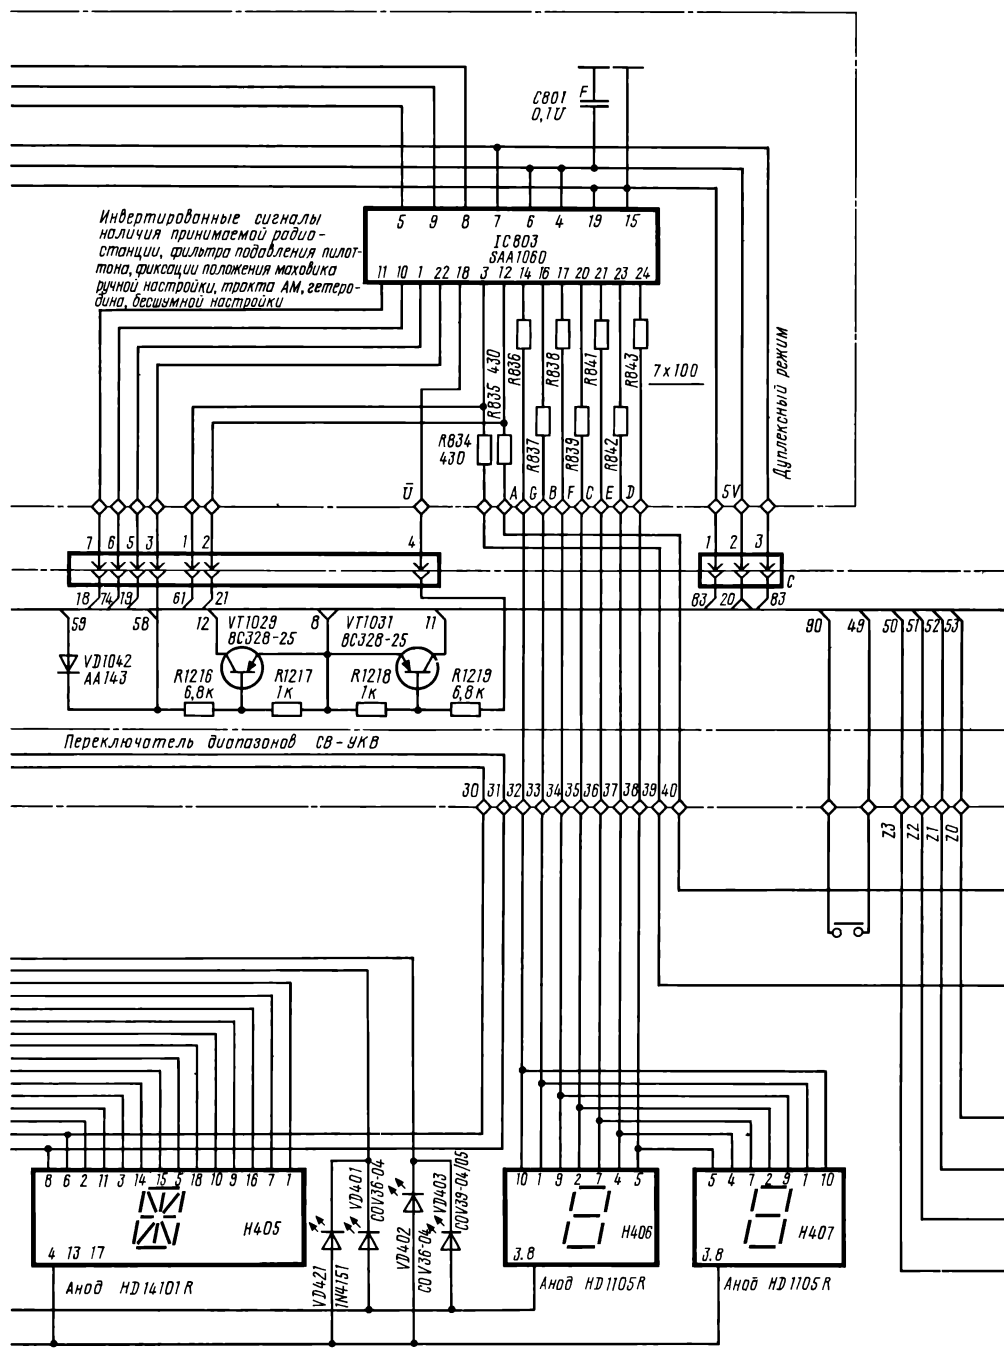 C801 F
0,1U
Инвертированные сигналы
наличия принимаемой радио-
станции, фильтра подавления пилот-
тона, фиксации положения маховика
ручной настройки, тракта АМ, гетеро-
дина, бесшумной настройки
5 9 8 7 6 4 19 15
IC803
SAA1060
11 10 1 22 18 3 12 14 16 17 20 21 23 24
R834
430
R835 430
R836
R837
R838
R839
R841
R842
R843
7x100
Дуплексный режим
U̅ A G B F C E D 5V
7 6 5 3 1 2 4 1 2 3
C
18 74 19 61 21 83 20 83
59 58 12 VT1029 8 VT1031 11
BC328-25 BC328-25
90 49 50 51 52 53
VD1042
AA143
R1216 R1217 R1218 R1219
6,8к 1к 1к 6,8к
Переключатель диапазонов СВ-УКВ
30 31 32 33 34 35 36 37 38 39 40
Z3 Z2 Z1 Z0
8 6 2 11 3 14 15 5 18 10 9 16 7 1
H405
4 13 17
Анод HD14101R
VD421
1N4151
VD401
CQV36-04
VD402
CQV36-04
VD403
CQV39-04/05
10 1 9 2 7 4 5
H406
3.8
Анод HD1105R
5 4 7 2 9 1 10
H407
3.8
Анод HD1105R